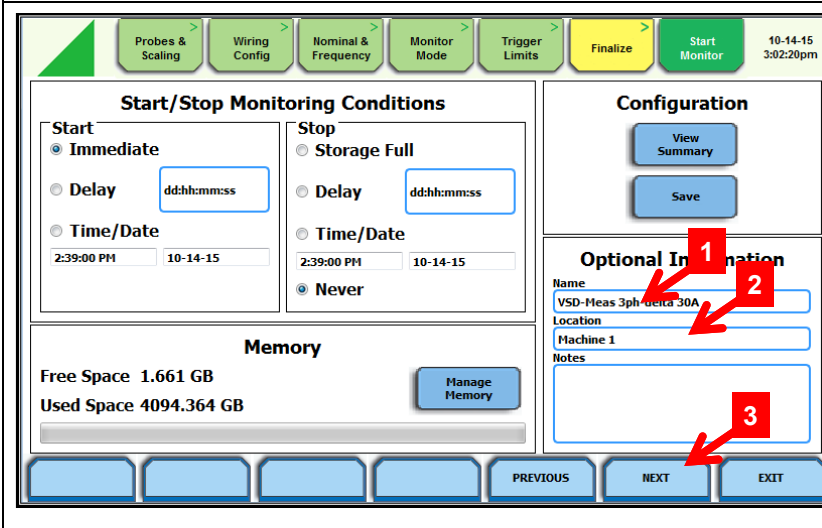 Probes & Scaling
Wiring Config
Nominal & Frequency
Monitor Mode
Trigger Limits
Finalize
Start Monitor
10-14-15
3:02:20pm
Start/Stop Monitoring Conditions
Start
Immediate
Delay
dd:hh:mm:ss
Time/Date
2:39:00 PM
10-14-15
Stop
Storage Full
Delay
dd:hh:mm:ss
Time/Date
2:39:00 PM
10-14-15
Never
Configuration
View Summary
Save
Memory
Free Space 1.661 GB
Used Space 4094.364 GB
Manage Memory
Optional
1
Name
VSD-Meas 3ph-delta 30A
2
Location
Machine 1
Notes
3
PREVIOUS
NEXT
EXIT